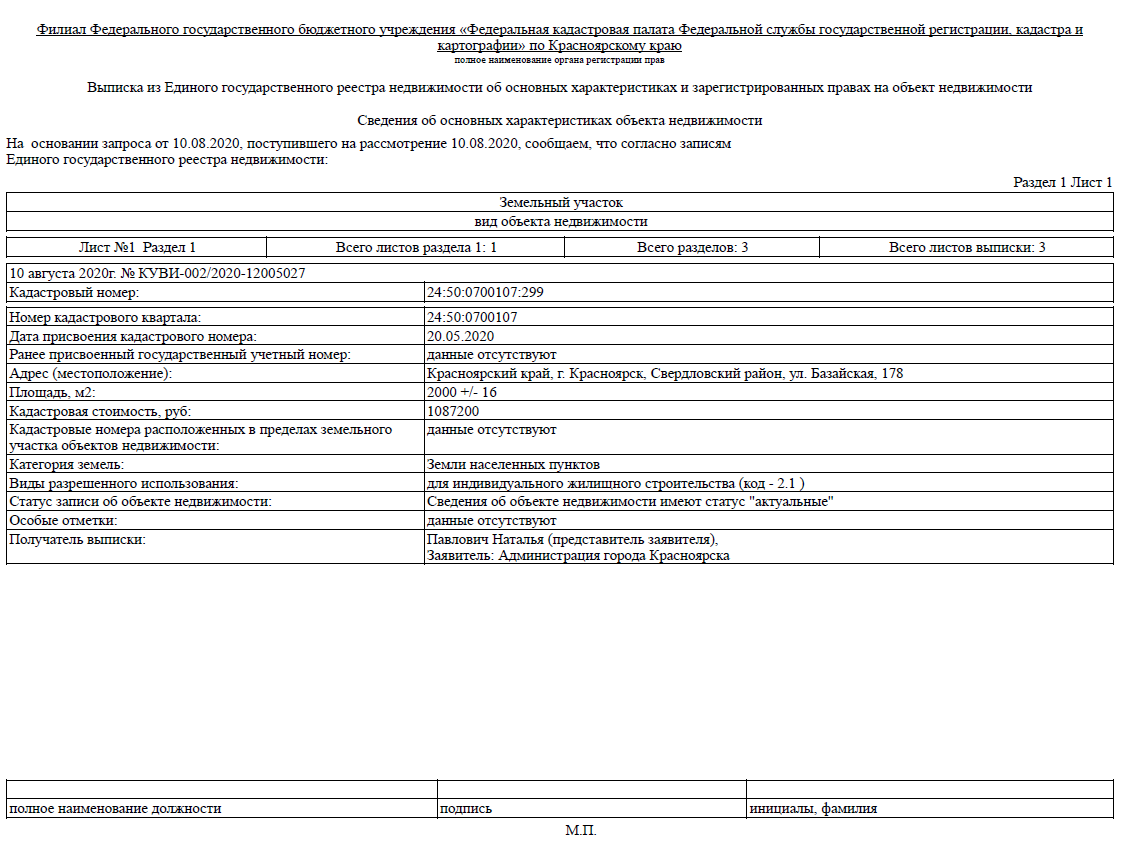 Филиал Федерального государственного бюджетного учреждения «Федеральная кадастровая палата Федеральной службы государственной регистрации, кадастра и
картографии» по Красноярскому краю
полное наименование органа регистрации прав
Выписка из Единого государственного реестра недвижимости об основных характеристиках и зарегистрированных правах на объект недвижимости
Сведения об основных характеристиках объекта недвижимости
На основании запроса от 10.08.2020, поступившего на рассмотрение 10.08.2020, сообщаем, что согласно записям
Единого государственного реестра недвижимости:
Раздел 1 Лист 1
Земельный участок
вид объекта недвижимости
Лист №1 Раздел 1 Всего листов раздела 1: 1 Всего разделов: 3 Всего листов выписки: 3
10 августа 2020г. № КУВИ-002/2020-12005027
Кадастровый номер: 24:50:0700107:299
Номер кадастрового квартала: 24:50:0700107
Дата присвоения кадастрового номера: 20.05.2020
Ранее присвоенный государственный учетный номер: данные отсутствуют
Адрес (местоположение): Красноярский край, г. Красноярск, Свердловский район, ул. Базайская, 178
Площадь, м2: 2000 +/- 16
Кадастровая стоимость, руб: 1087200
Кадастровые номера расположенных в пределах земельного данные отсутствуют
участка объектов недвижимости:
Категория земель: Земли населенных пунктов
Виды разрешенного использования: для индивидуального жилищного строительства (код - 2.1 )
Статус записи об объекте недвижимости: Сведения об объекте недвижимости имеют статус "актуальные"
Особые отметки: данные отсутствуют
Получатель выписки: Павлович Наталья (представитель заявителя),
Заявитель: Администрация города Красноярска
полное наименование должности подпись инициалы, фамилия
М.П.